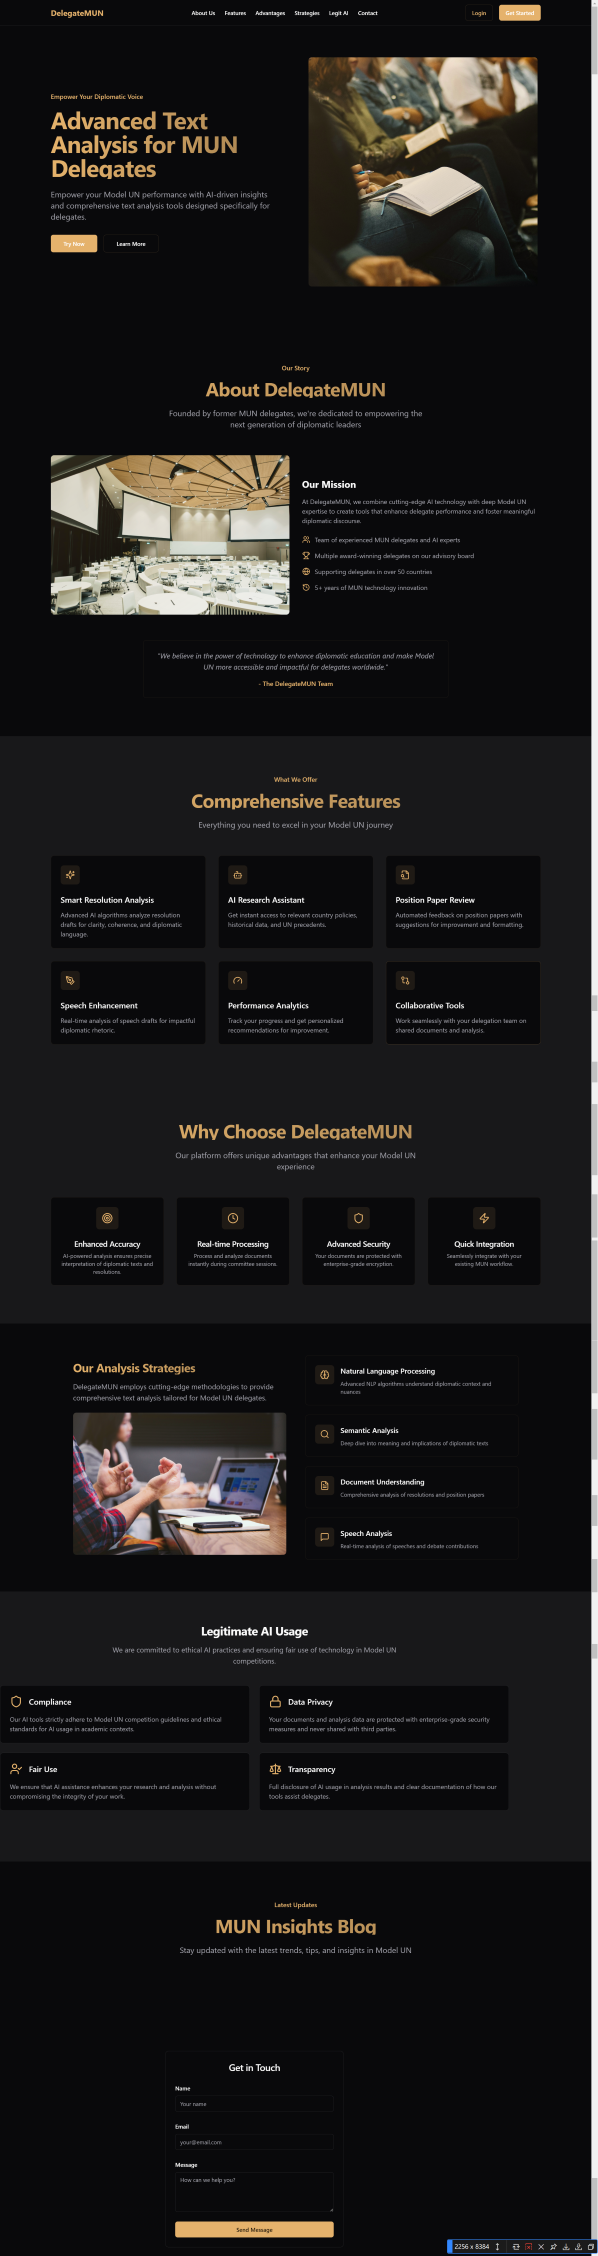 DelegateMUN
About Us Features Advantages Strategies Legit AI Contact
Login Get Started
Empower Your Diplomatic Voice
Advanced Text
Analysis for MUN
Delegates
Empower your Model UN performance with AI-driven insights
and comprehensive text analysis tools designed specifically for
delegates.
Try Now Learn More
Our Story
About DelegateMUN
Founded by former MUN delegates, we're dedicated to empowering the
next generation of diplomatic leaders
Our Mission
At DelegateMUN, we combine cutting-edge AI technology with deep Model UN
expertise to create tools that enhance delegate performance and foster meaningful
diplomatic discourse.
Team of experienced MUN delegates and AI experts
Multiple award-winning delegates on our advisory board
Supporting delegates in over 50 countries
5+ years of MUN technology innovation
"We believe in the power of technology to enhance diplomatic education and make Model
UN more accessible and impactful for delegates worldwide."
- The DelegateMUN Team
What We Offer
Comprehensive Features
Everything you need to excel in your Model UN journey
Smart Resolution Analysis
Advanced AI algorithms analyze resolution
drafts for clarity, coherence, and diplomatic
language.
AI Research Assistant
Get instant access to relevant country policies,
historical data, and UN precedents.
Position Paper Review
Automated feedback on position papers with
suggestions for improvement and formatting.
Speech Enhancement
Real-time analysis of speech drafts for impactful
diplomatic rhetoric.
Performance Analytics
Track your progress and get personalized
recommendations for improvement.
Collaborative Tools
Work seamlessly with your delegation team on
shared documents and analysis.
Why Choose DelegateMUN
Our platform offers unique advantages that enhance your Model UN
experience
Enhanced Accuracy
AI-powered analysis ensures precise
interpretation of diplomatic texts and
resolutions.
Real-time Processing
Process and analyze documents
instantly during committee sessions.
Advanced Security
Your documents are protected with
enterprise-grade encryption.
Quick Integration
Seamlessly integrate with your
existing MUN workflow.
Our Analysis Strategies
DelegateMUN employs cutting-edge methodologies to provide
comprehensive text analysis tailored for Model UN delegates.
Natural Language Processing
Advanced NLP algorithms understand diplomatic context and
nuances
Semantic Analysis
Deep dive into meaning and implications of diplomatic texts
Document Understanding
Comprehensive analysis of resolutions and position papers
Speech Analysis
Real-time analysis of speeches and debate contributions
Legitimate AI Usage
We are committed to ethical AI practices and ensuring fair use of technology in Model UN
competitions.
Compliance
Our AI tools strictly adhere to Model UN competition guidelines and ethical
standards for AI usage in academic contexts.
Data Privacy
Your documents and analysis data are protected with enterprise-grade security
measures and never shared with third parties.
Fair Use
We ensure that AI assistance enhances your research and analysis without
compromising the integrity of your work.
Transparency
Full disclosure of AI usage in analysis results and clear documentation of how our
tools assist delegates.
Latest Updates
MUN Insights Blog
Stay updated with the latest trends, tips, and insights in Model UN
Get in Touch
Name
Your name
Email
your@email.com
Message
How can we help you?
Send Message
2256 x 8384